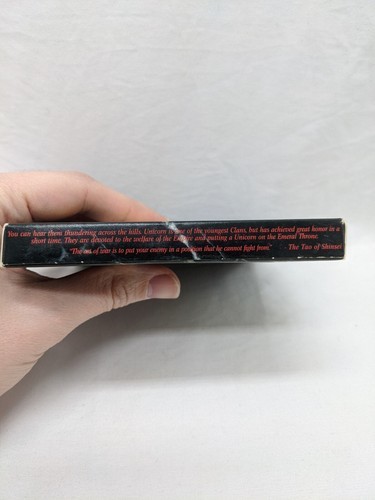 You can hear them thundering across the hills. Unicorn is one of the youngest Clans, but has achieved great honor in a
short time. They are devoted to the welfare of the Empire and putting a Unicorn on the Emeral Throne.
"The art of war is to put your enemy in a position that he cannot fight from." The Tao of Shinsei